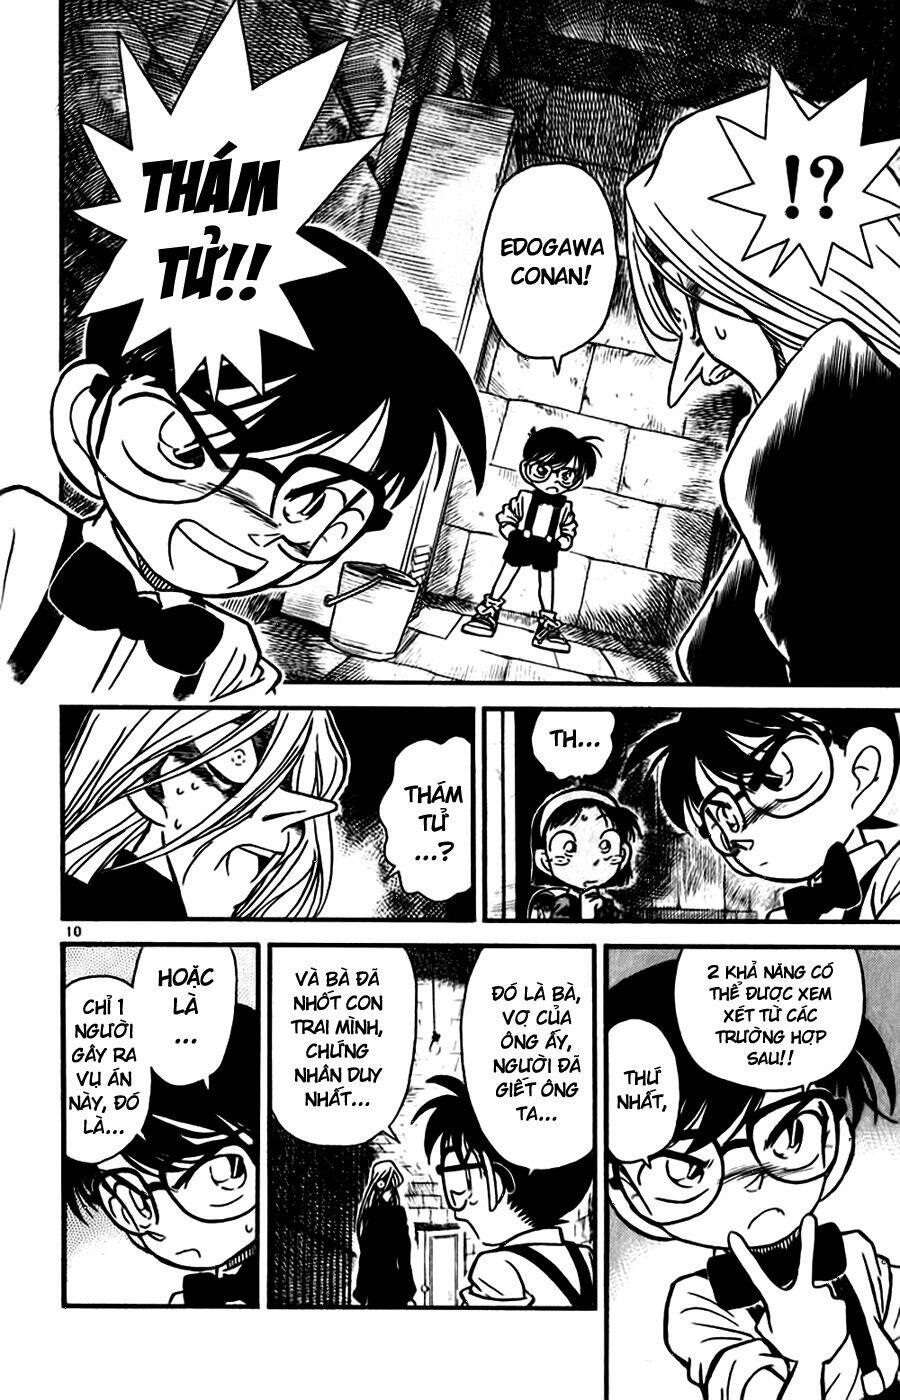 !?
EDOGAWA
CONAN!
THÁM
TỬ!!
TH...
THÁM
TỬ
...?
2 KHẢ NĂNG CÓ
THỂ ĐƯỢC XEM
XÉT TỪ CÁC
TRƯỜNG HỢP
SAU!!
THỨ
NHẤT,
ĐÓ LÀ BÀ,
VỢ CỦA
ÔNG ẤY,
NGƯỜI ĐÃ
GIẾT ÔNG
TA...
VÀ BÀ ĐÃ
NHỐT CON
TRAI MÌNH,
CHỨNG
NHÂN DUY
NHẤT...
HOẶC
LÀ
...
CHỈ 1
NGƯỜI
GÂY RA
VỤ ÁN
NÀY, ĐÓ
LÀ...
10